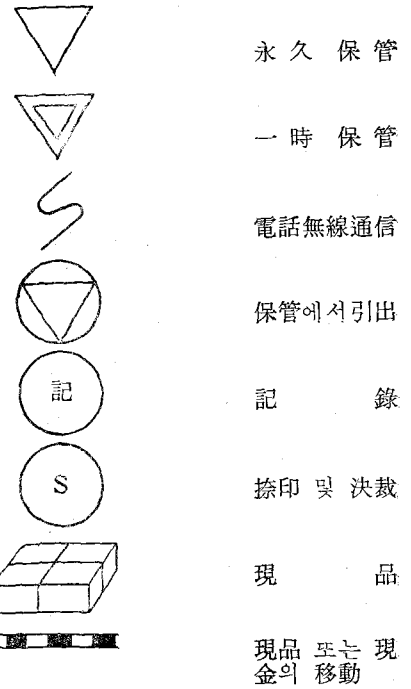 永久 保管
一時 保管
電話無線通信
保管에서引出
記
記 錄
S
捺印 및 決裁
現 品
現品 또는 現
金의 移動